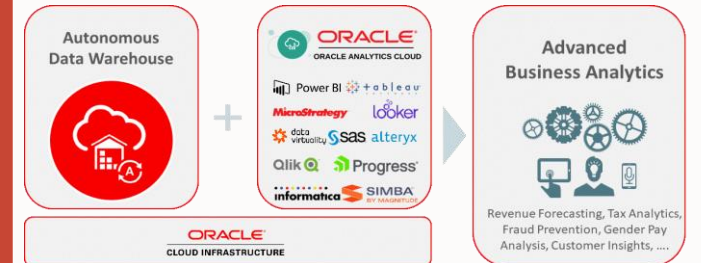 Autonomous
Data Warehouse
A
+
ORACLE
ORACLE ANALYTICS CLOUD
Power BI
+ a b l e a u
MicroStrategy
looker
data
virtuality
sas
alteryx
Qlik
Progress
informatica
SIMBA
BY MAGNITUDE
Advanced
Business Analytics
Revenue Forecasting, Tax Analytics,
Fraud Prevention, Gender Pay
Analysis, Customer Insights, ....
ORACLE
CLOUD INFRASTRUCTURE